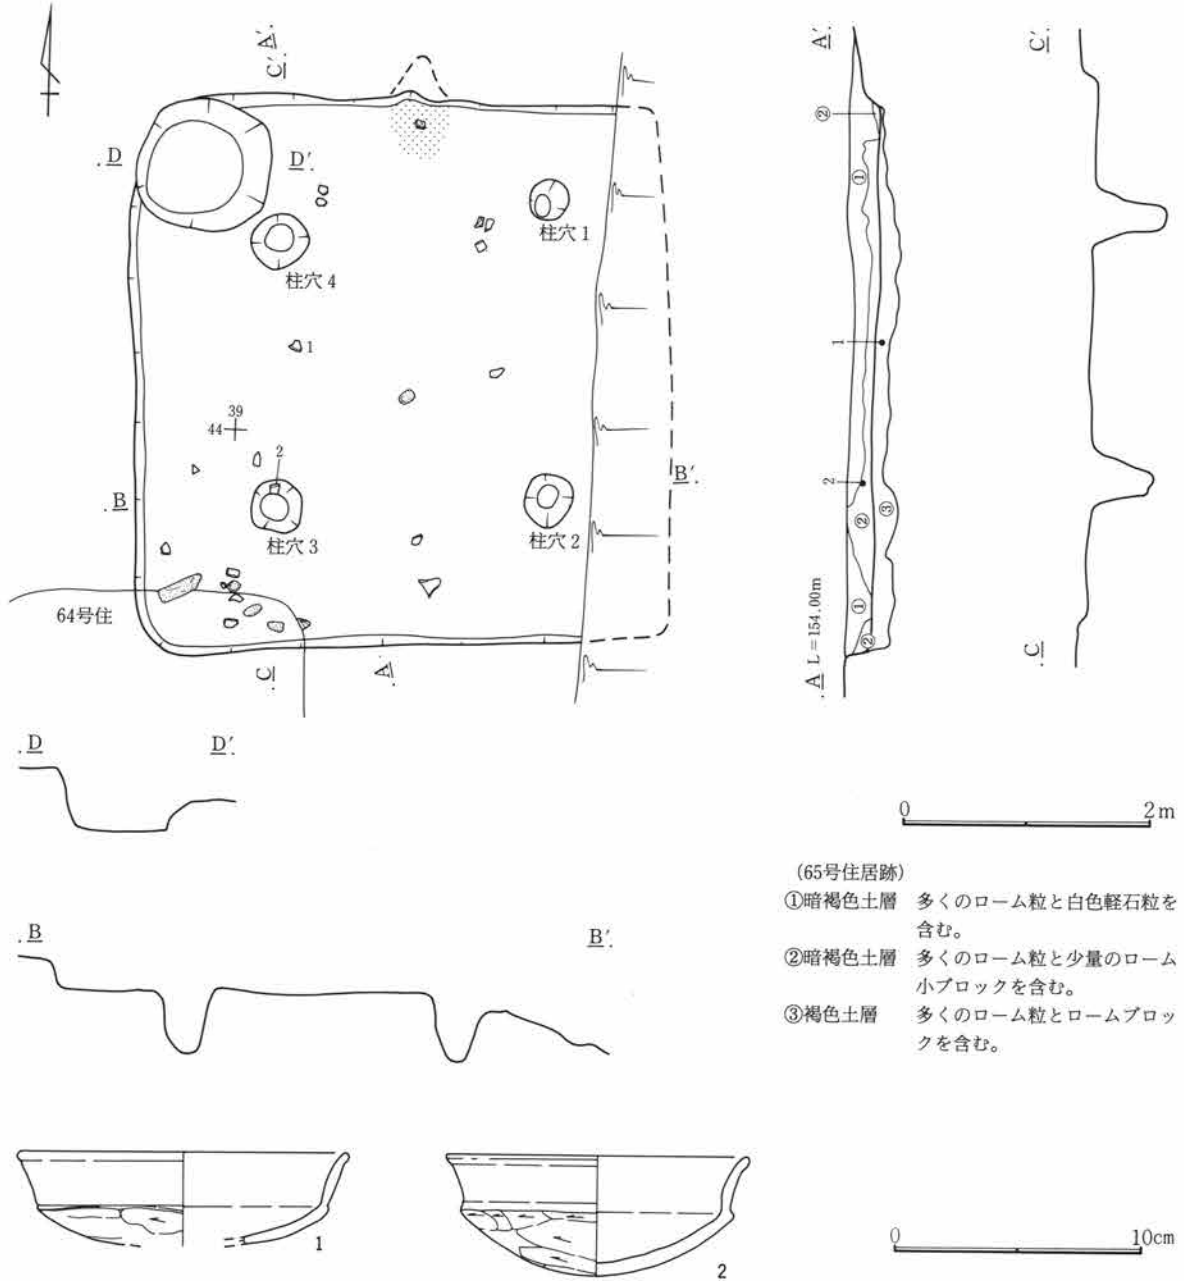 A′.
C′.
. D
D′.
柱穴 1
柱穴 4
1
39
44
2
. B
B′.
柱穴 3
柱穴 2
64号住
. C
. A
A′.
C′.
②
①
1
2
②
③
①
②
. A L=154.00m
. C
. D
D′.
0 2m
(65号住居跡)
①暗褐色土層 多くのローム粒と白色軽石粒を
含む。
②暗褐色土層 多くのローム粒と少量のローム
小ブロックを含む。
③褐色土層 多くのローム粒とロームブロッ
クを含む。
. B
B′.
1
2
0 10cm